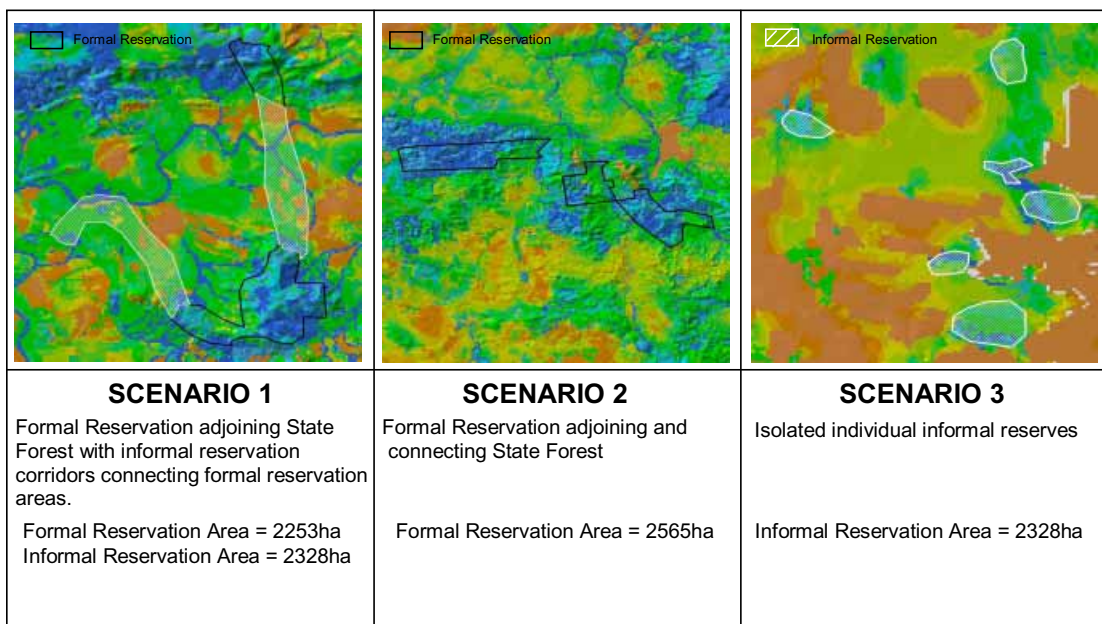 Formal Reservation
Formal Reservation
Informal Reservation
SCENARIO 1
Formal Reservation adjoining State
Forest with informal reservation
corridors connecting formal reservation
areas.
Formal Reservation Area = 2253ha
Informal Reservation Area = 2328ha
SCENARIO 2
Formal Reservation adjoining and
connecting State Forest
Formal Reservation Area = 2565ha
SCENARIO 3
Isolated individual informal reserves
Informal Reservation Area = 2328ha